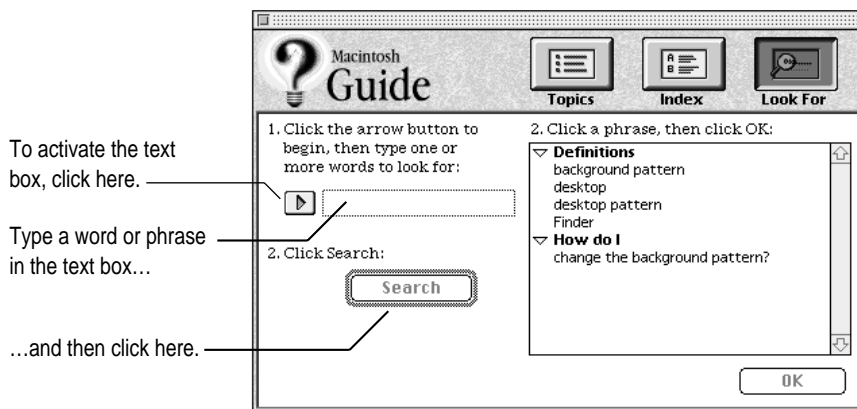 Macintosh
Guide
Topics
A
B
Index
Look For
To activate the text
box, click here.
Type a word or phrase
in the text box…
…and then click here.
1. Click the arrow button to
begin, then type one or
more words to look for:
2. Click Search:
Search
2. Click a phrase, then click OK:
Definitions
background pattern
desktop
desktop pattern
Finder
How do I
change the background pattern?
OK